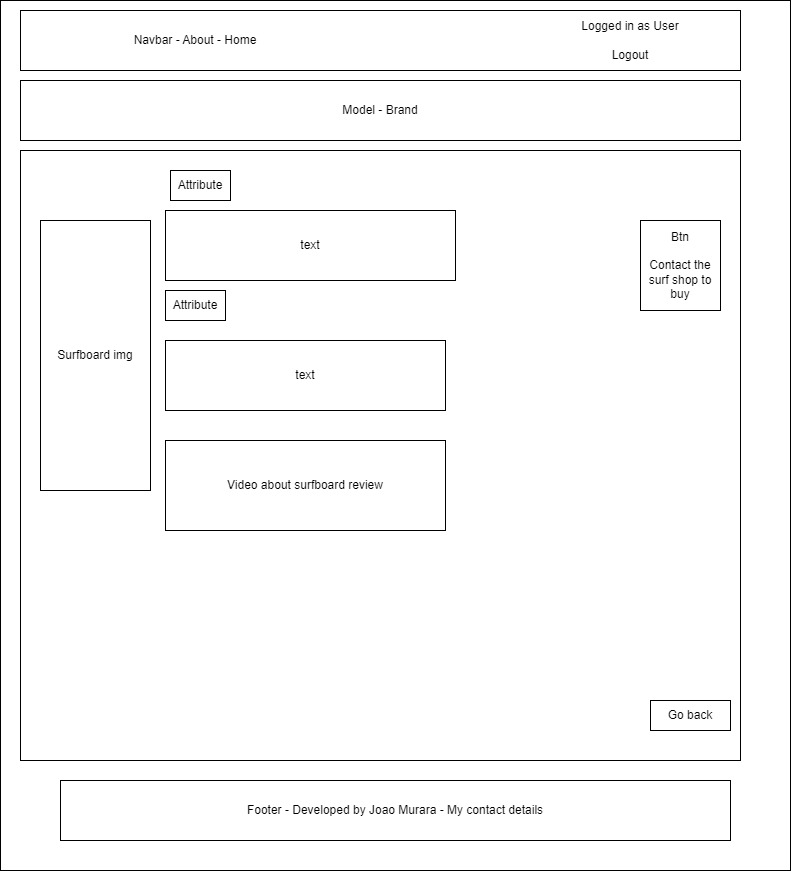 Navbar - About - Home
Logged in as User
Logout
Model - Brand
Attribute
text
Attribute
Surfboard img
text
Video about surfboard review
Btn
Contact the
surf shop to
buy
Go back
Footer - Developed by Joao Murara - My contact details